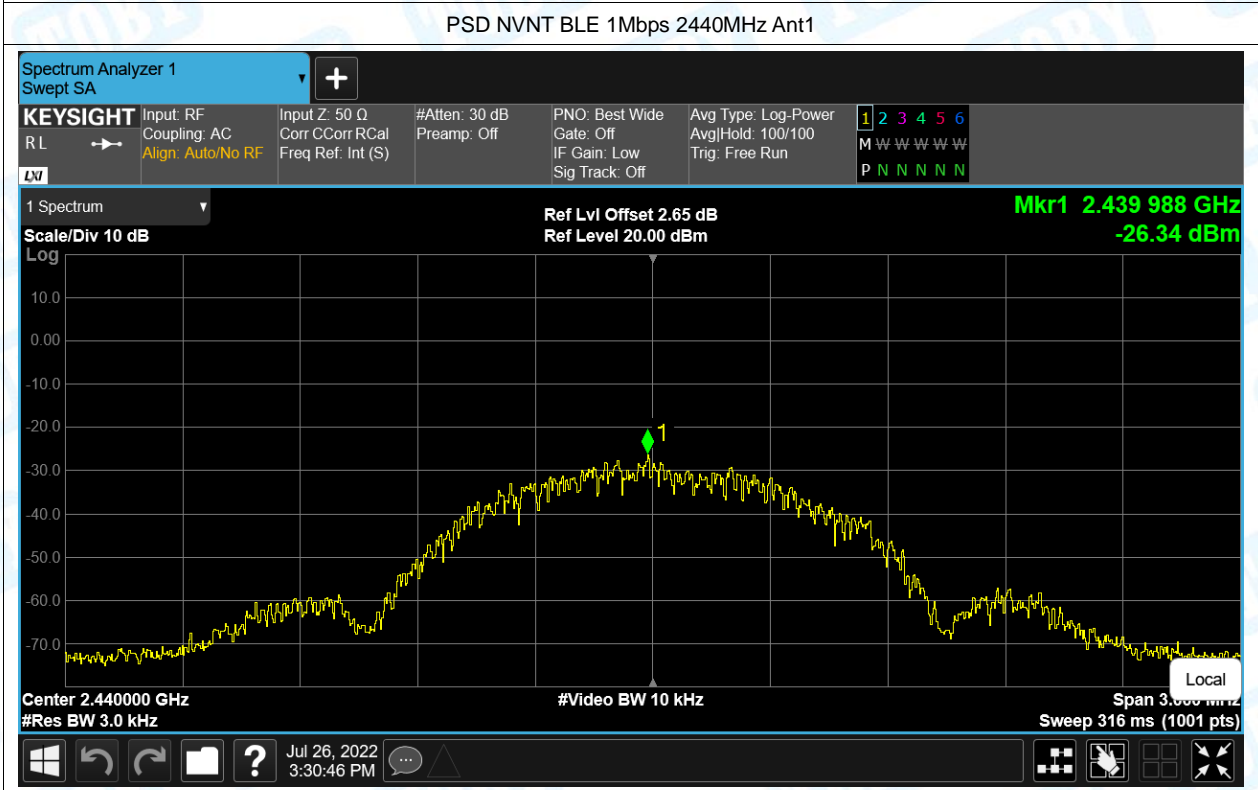 PSD NVNT BLE 1Mbps 2440MHz Ant1
Spectrum Analyzer 1
Swept SA
KEYSIGHT
R L
LXI
Input: RF
Coupling: AC
Align: Auto/No RF
Input Z: 50 Ω
Corr CCorr RCal
Freq Ref: Int (S)
#Atten: 30 dB
Preamp: Off
PNO: Best Wide
Gate: Off
IF Gain: Low
Sig Track: Off
Avg Type: Log-Power
Avg|Hold: 100/100
Trig: Free Run
1 2 3 4 5 6
M W W W W W
P N N N N N
1 Spectrum
Scale/Div 10 dB
Ref Lvl Offset 2.65 dB
Ref Level 20.00 dBm
Mkr1 2.439 988 GHz
-26.34 dBm
Log
10.0
0.00
-10.0
-20.0
-30.0
-40.0
-50.0
-60.0
-70.0
1
Center 2.440000 GHz
#Res BW 3.0 kHz
#Video BW 10 kHz
Local
Span 3.000 MHz
Sweep 316 ms (1001 pts)
?
Jul 26, 2022
3:30:46 PM